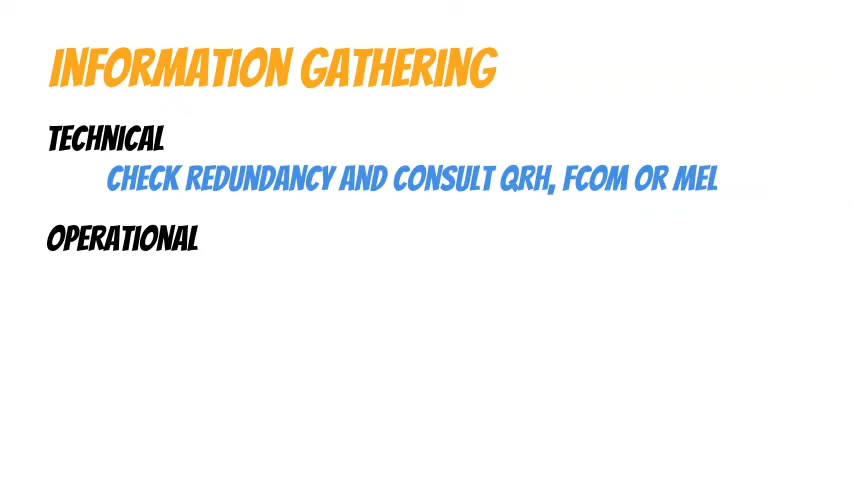 INFORMATION GATHERING
TECHNICAL
CHECK REDUNDANCY AND CONSULT QRH, FCOM OR MEL
OPERATIONAL